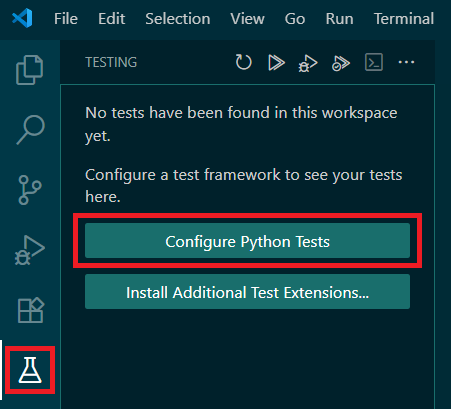 File Edit Selection View Go Run Terminal
TESTING
No tests have been found in this workspace
yet.
Configure a test framework to see your tests
here.
Configure Python Tests
Install Additional Test Extensions...